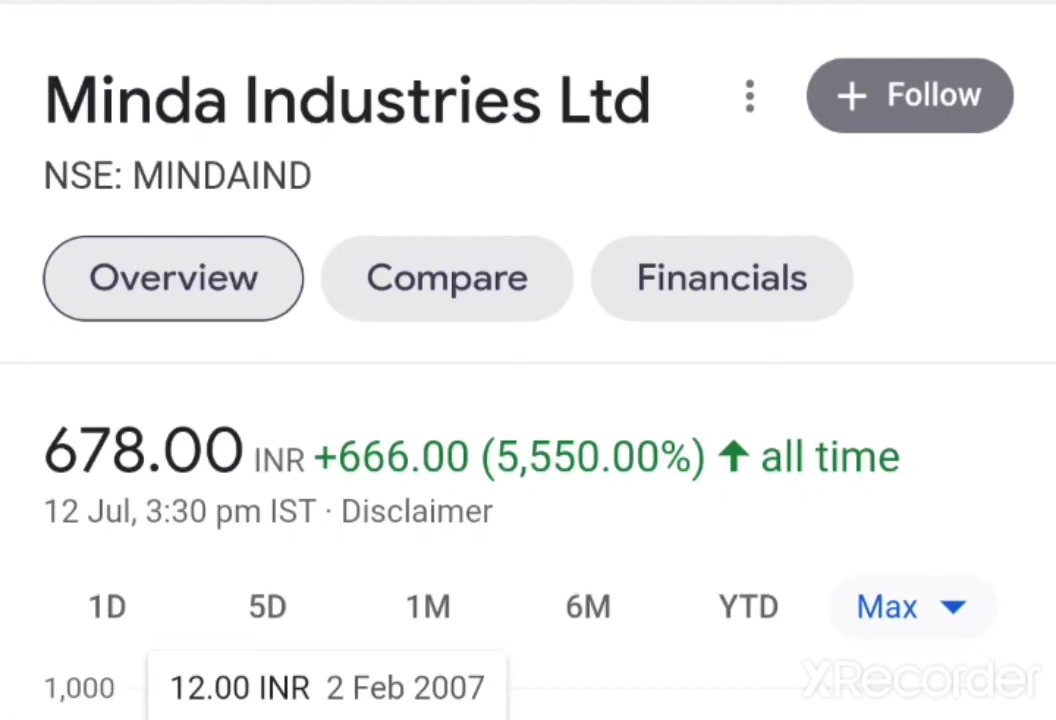 Minda Industries Ltd
+ Follow
NSE: MINDAIND
Overview Compare Financials
678.00 INR +666.00 (5,550.00%) ↑ all time
12 Jul, 3:30 pm IST · Disclaimer
1D 5D 1M 6M YTD Max
1,000 12.00 INR 2 Feb 2007
XRecorder